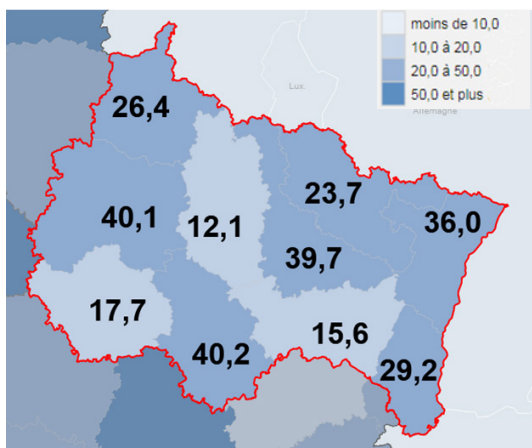 moins de 10,0
10,0 à 20,0
20,0 à 50,0
50,0 et plus
Lux.
Allemagne
26,4
23,7
40,1
12,1
36,0
39,7
17,7
15,6
40,2
29,2